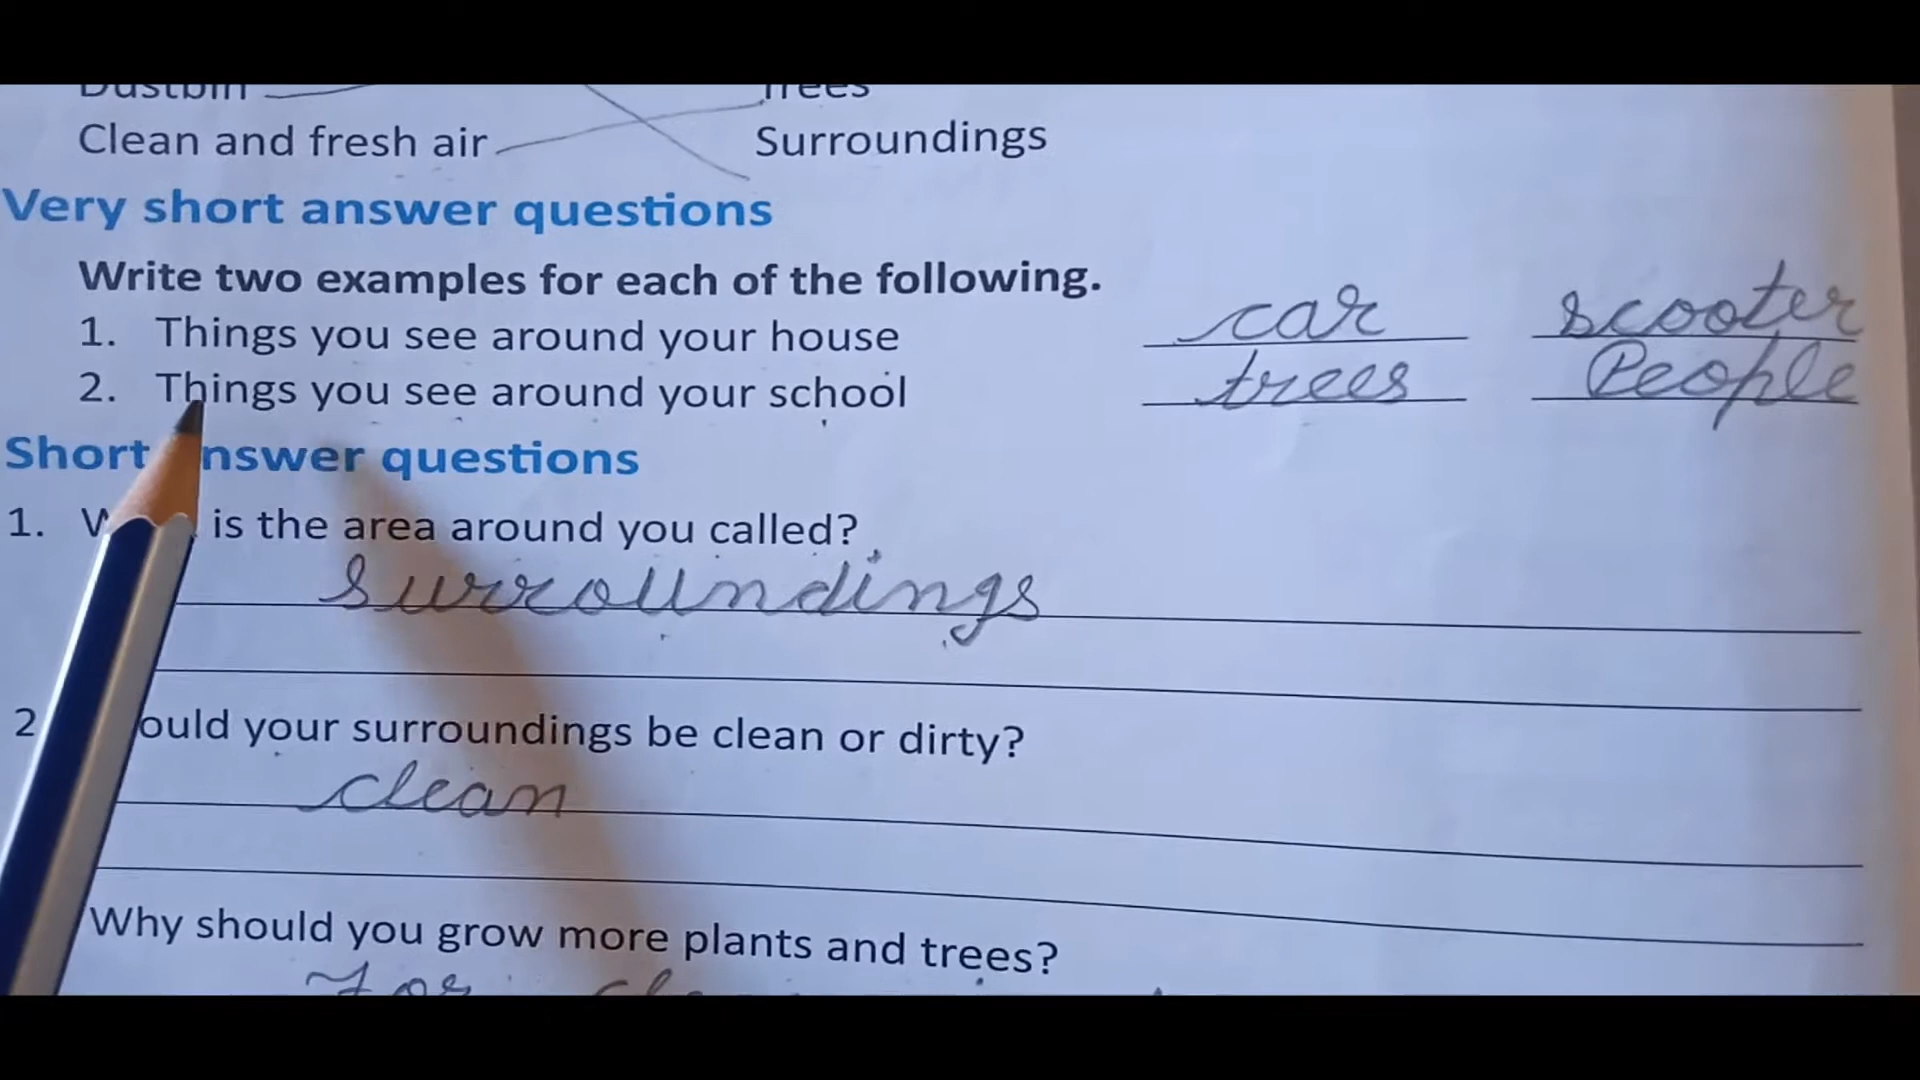 Dustbin Trees
Clean and fresh air Surroundings
Very short answer questions
Write two examples for each of the following.
1. Things you see around your house car scooter
2. Things you see around your school trees People
Short nswer questions
1. is the area around you called?
surroundings
2 ould your surroundings be clean or dirty?
clean
Why should you grow more plants and trees?
For